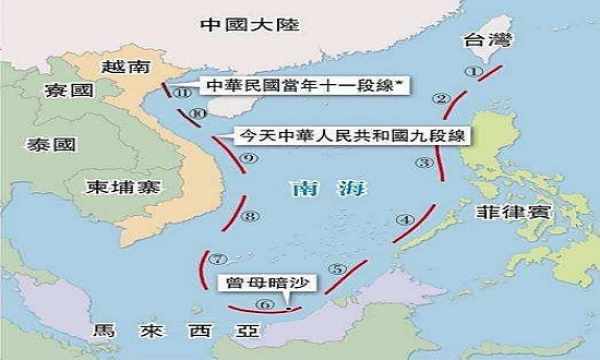 中國大陸
台灣
越南
①
寮國
中華民國當年十一段線*
⑪
②
⑩
今天中華人民共和國九段線
泰國
⑨
③
柬埔寨
南海
⑧
④
菲律賓
⑦
⑤
曾母暗沙
⑥
馬來西亞